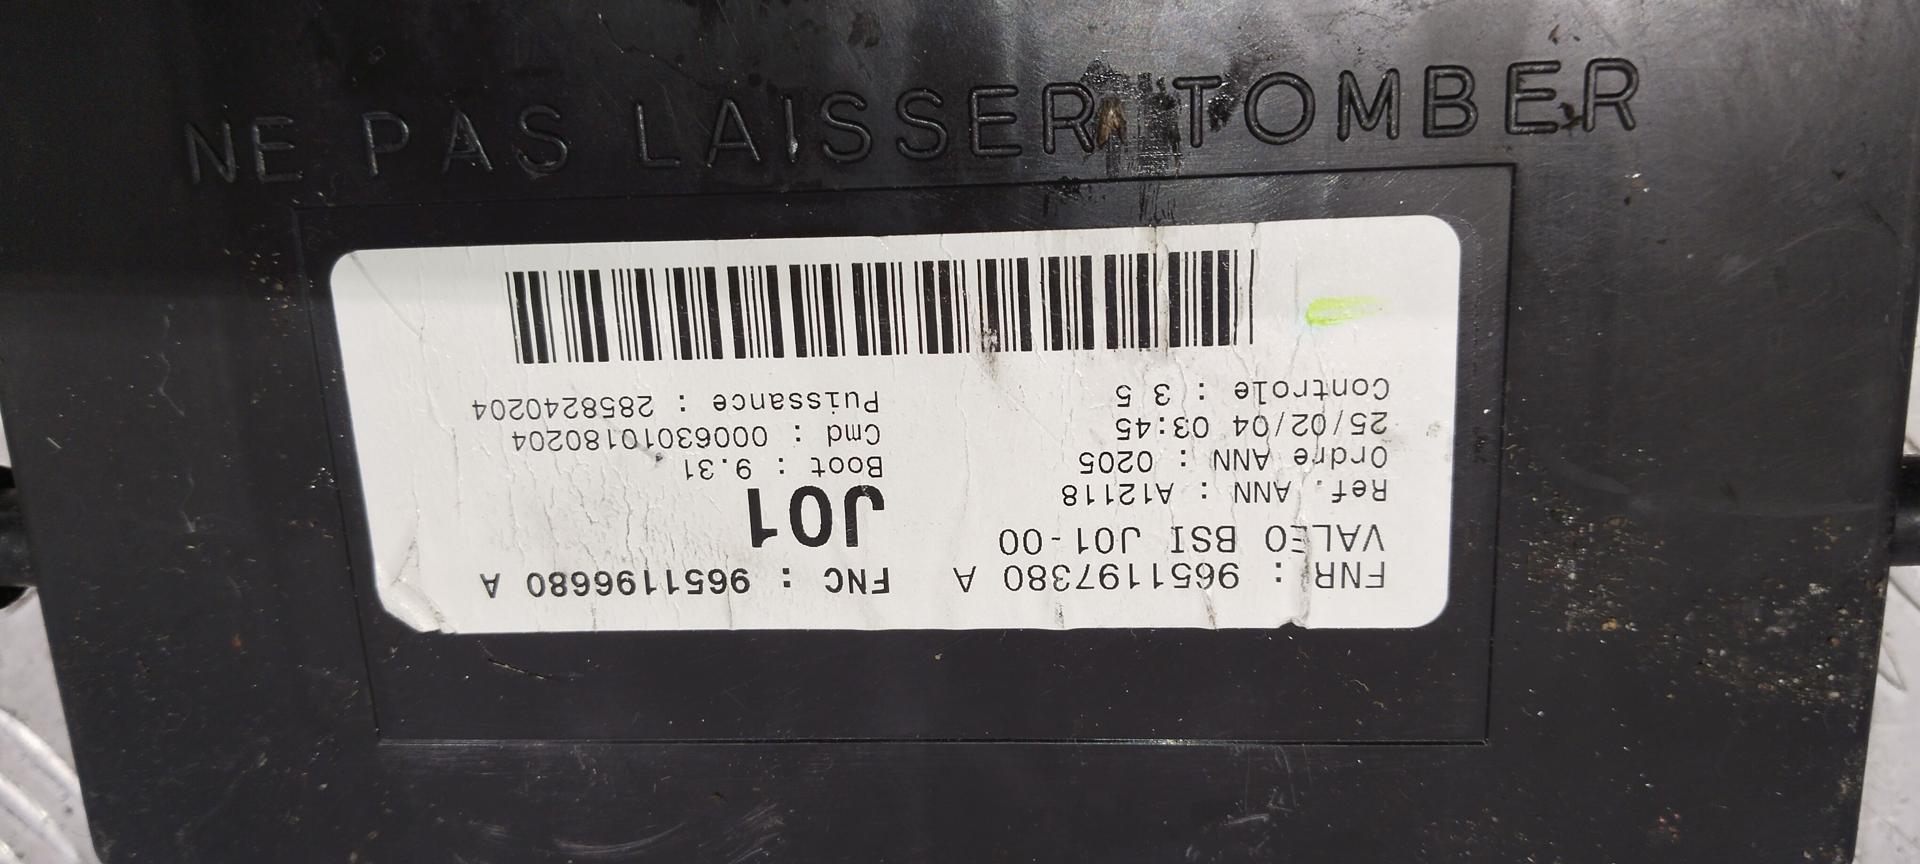 NE PAS LAISSER TOMBER
FNR : 9651197380 A FNC : 9651196680 A
VALEO BSI J01-00 J01
Ref. ANN : A12118 Boot : 9.31
Ordre ANN : 0205 Cmd : 00063010180204
25/02/04 03:45 Puissance : 2858240204
Controle : 3 5